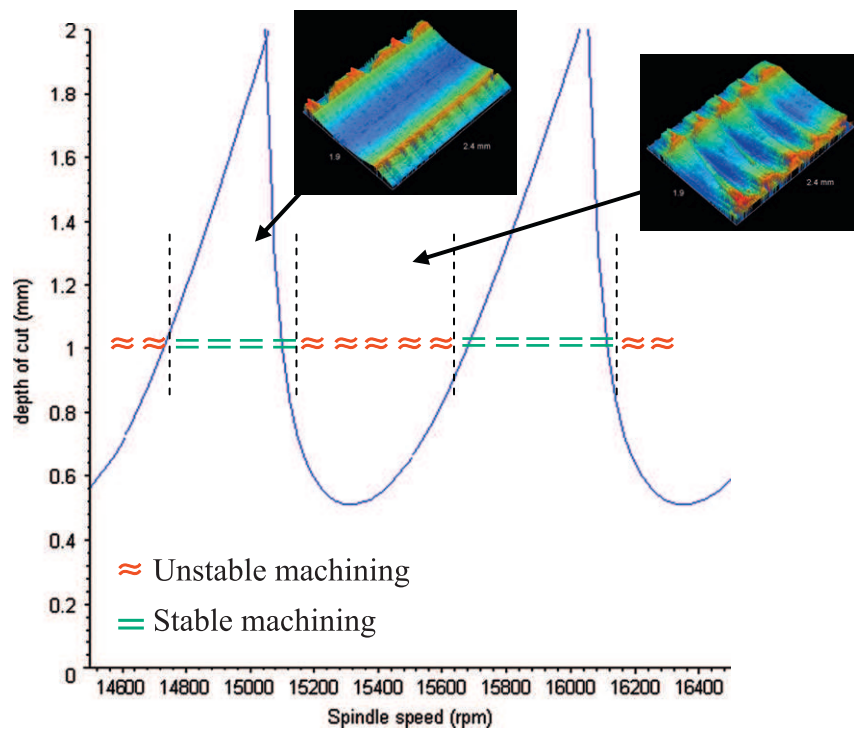 2
1.8
1.6
1.4
1.2
1
0.8
0.6
0.4
0.2
0
depth of cut (mm)
1.9
2.4 mm
1.9
2.4 mm
Unstable machining
Stable machining
14600 14800 15000 15200 15400 15600 15800 16000 16200 16400
Spindle speed (rpm)